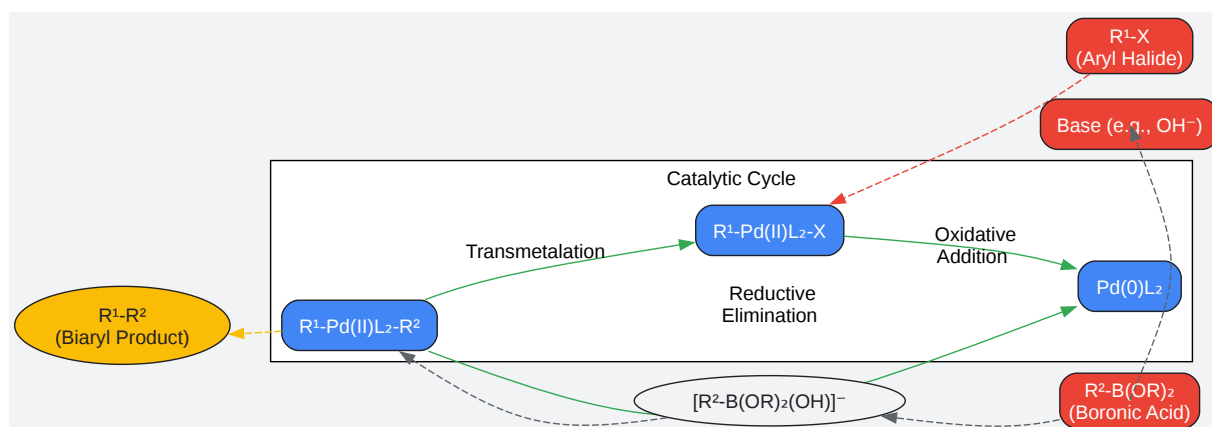 R¹-X
(Aryl Halide)
Base (e.g., OH⁻)
Catalytic Cycle
R¹-Pd(II)L₂-X
Oxidative
Addition
Transmetalation
Pd(0)L₂
Reductive
Elimination
R¹-R²
(Biaryl Product)
R¹-Pd(II)L₂-R²
[R²-B(OR)₂(OH)]⁻
R²-B(OR)₂
(Boronic Acid)